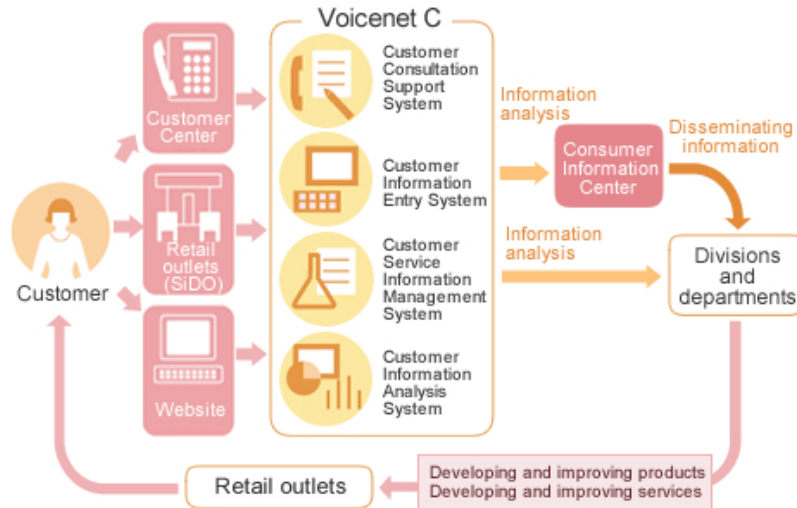 Voicenet C
Customer
Center
Retail
outlets
(SiDO)
Website
Customer
Customer
Consultation
Support
System
Customer
Information
Entry System
Customer
Service
Information
Management
System
Customer
Information
Analysis
System
Information
analysis
Consumer
Information
Center
Disseminating
information
Information
analysis
Divisions
and
departments
Developing and improving products
Developing and improving services
Retail outlets